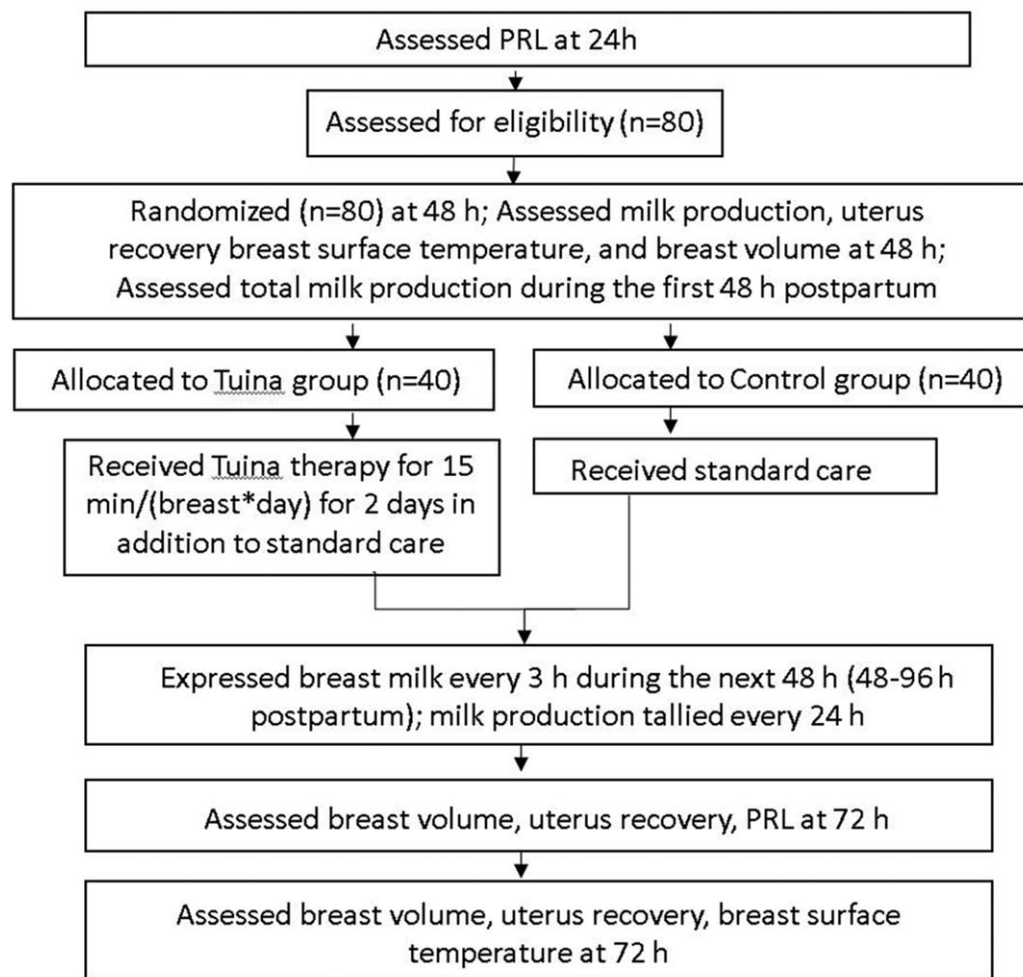 Assessed PRL at 24h
Assessed for eligibility (n=80)
Randomized (n=80) at 48 h; Assessed milk production, uterus
recovery breast surface temperature, and breast volume at 48 h;
Assessed total milk production during the first 48 h postpartum
Allocated to Tuina group (n=40)
Allocated to Control group (n=40)
Received Tuina therapy for 15
min/(breast*day) for 2 days in
addition to standard care
Received standard care
Expressed breast milk every 3 h during the next 48 h (48-96 h
postpartum); milk production tallied every 24 h
Assessed breast volume, uterus recovery, PRL at 72 h
Assessed breast volume, uterus recovery, breast surface
temperature at 72 h